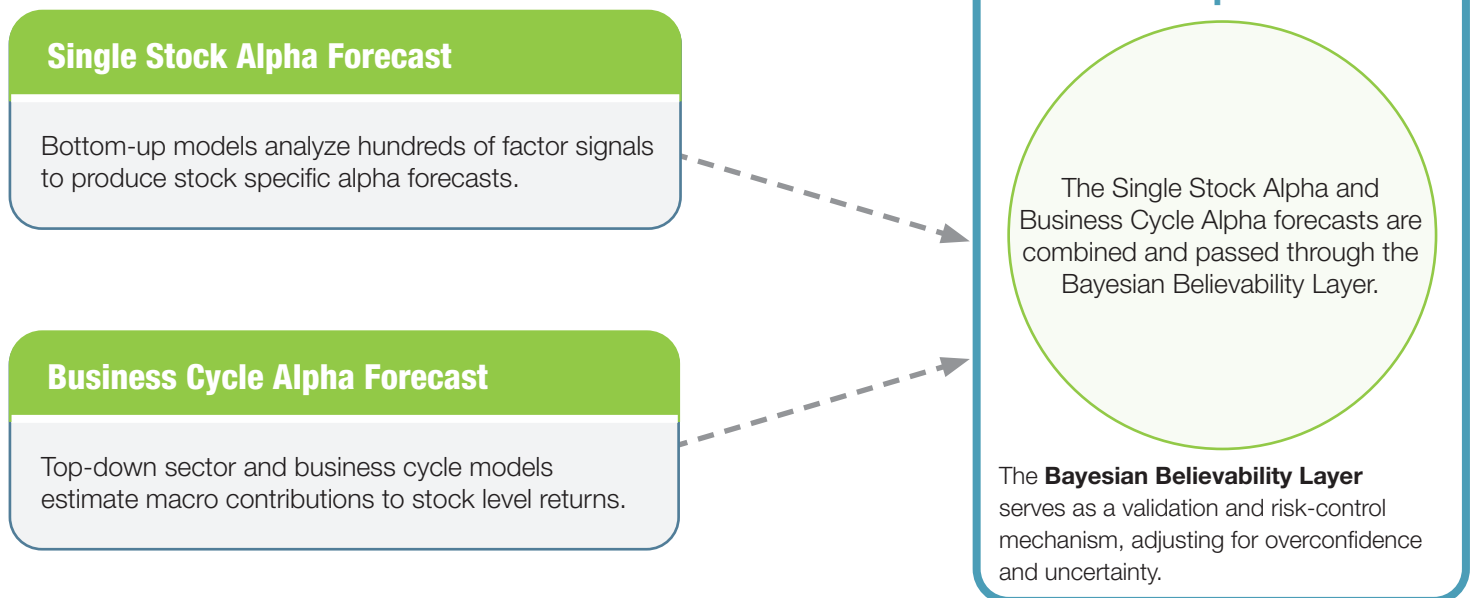 Single Stock Alpha Forecast
Bottom-up models analyze hundreds of factor signals
to produce stock specific alpha forecasts.
Business Cycle Alpha Forecast
Top-down sector and business cycle models
estimate macro contributions to stock level returns.
The Single Stock Alpha and
Business Cycle Alpha forecasts are
combined and passed through the
Bayesian Believability Layer.
The Bayesian Believability Layer
serves as a validation and risk-control
mechanism, adjusting for overconfidence
and uncertainty.